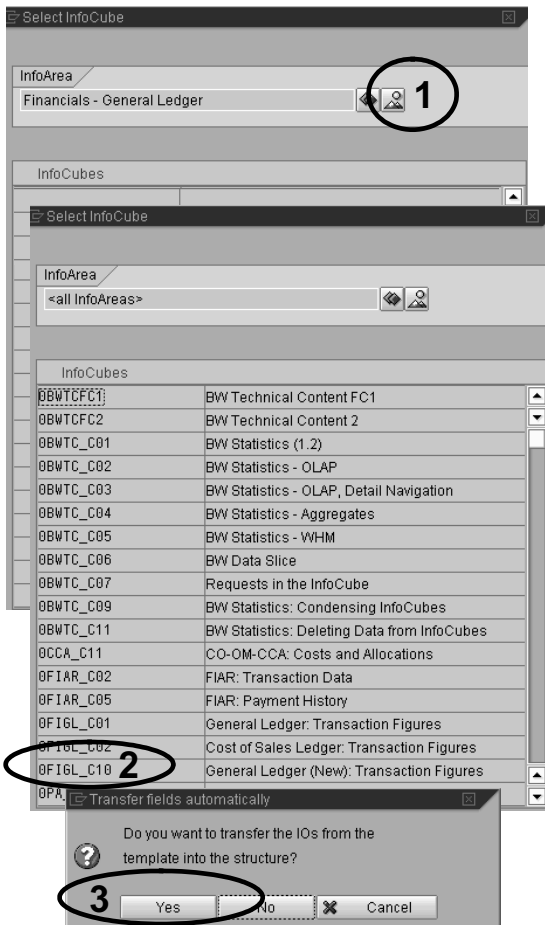 Select InfoCube
InfoArea
Financials - General Ledger
1
InfoCubes
Select InfoCube
InfoArea
<all InfoAreas>
InfoCubes
0BWTCFC1 BW Technical Content FC1
0BWTCFC2 BW Technical Content 2
0BWTC_C01 BW Statistics (1.2)
0BWTC_C02 BW Statistics - OLAP
0BWTC_C03 BW Statistics - OLAP, Detail Navigation
0BWTC_C04 BW Statistics - Aggregates
0BWTC_C05 BW Statistics - WHM
0BWTC_C06 BW Data Slice
0BWTC_C07 Requests in the InfoCube
0BWTC_C09 BW Statistics: Condensing InfoCubes
0BWTC_C11 BW Statistics: Deleting Data from InfoCubes
0CCA_C11 CO-OM-CCA: Costs and Allocations
0FIAR_C02 FIAR: Transaction Data
0FIAR_C05 FIAR: Payment History
0FIGL_C01 General Ledger: Transaction Figures
0FIGL_C02 Cost of Sales Ledger: Transaction Figures
0FIGL_C10 2 General Ledger (New): Transaction Figures
0PA_
Transfer fields automatically
Do you want to transfer the IOs from the
template into the structure?
3 Yes No Cancel